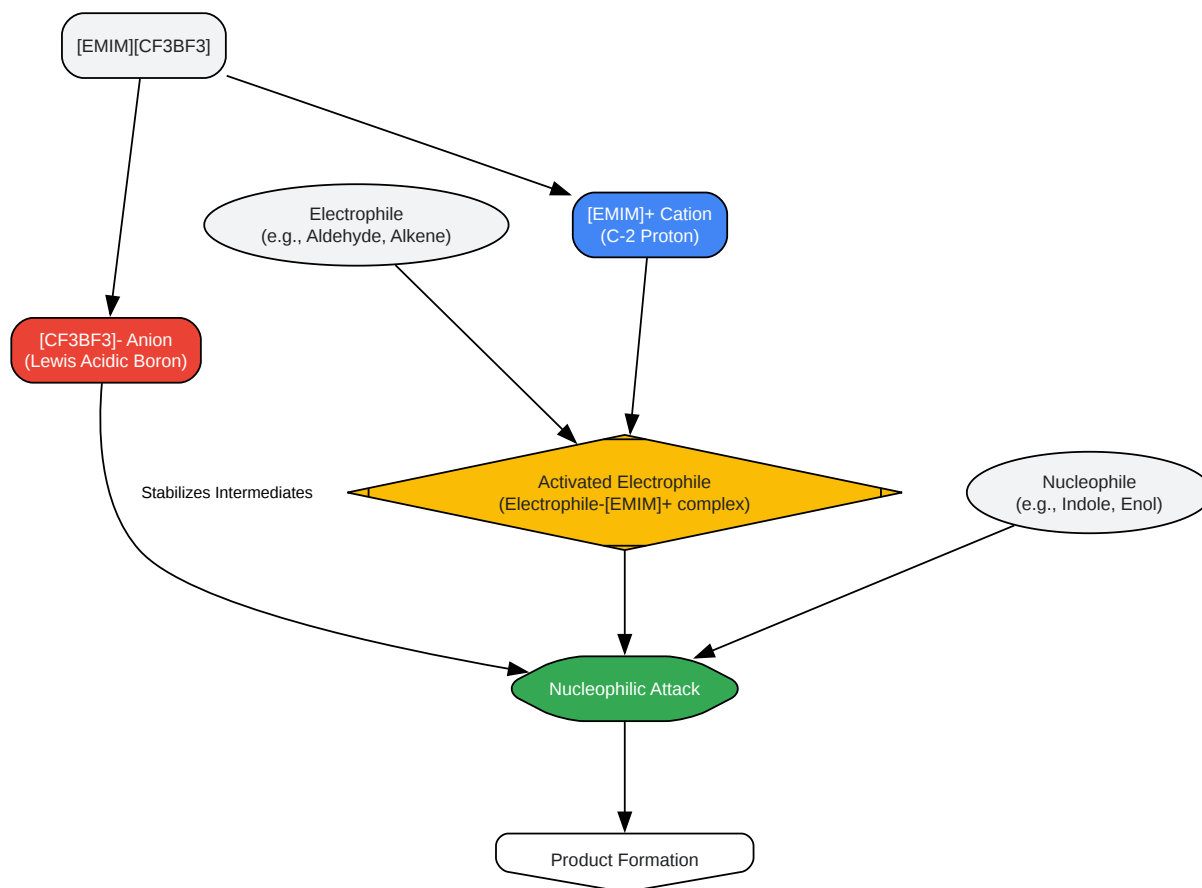 [EMIM][CF3BF3]
Electrophile
(e.g., Aldehyde, Alkene)
[EMIM]+ Cation
(C-2 Proton)
[CF3BF3]- Anion
(Lewis Acidic Boron)
Stabilizes Intermediates
Activated Electrophile
(Electrophile-[EMIM]+ complex)
Nucleophile
(e.g., Indole, Enol)
Nucleophilic Attack
Product Formation